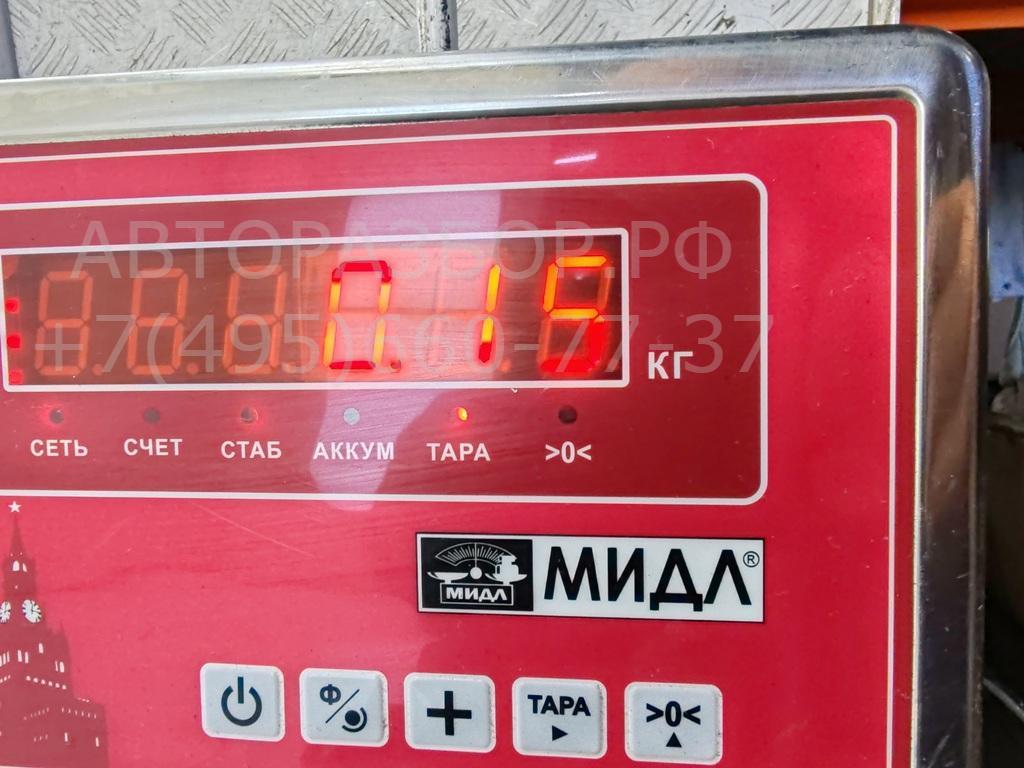 АВТОРАЗБОР.РФ
0.15
+7(495)560-77-37
КГ
СЕТЬ СЧЕТ СТАБ АККУМ ТАРА >0<
МИДЛ МИДЛ®
Ф
ТАРА >0<